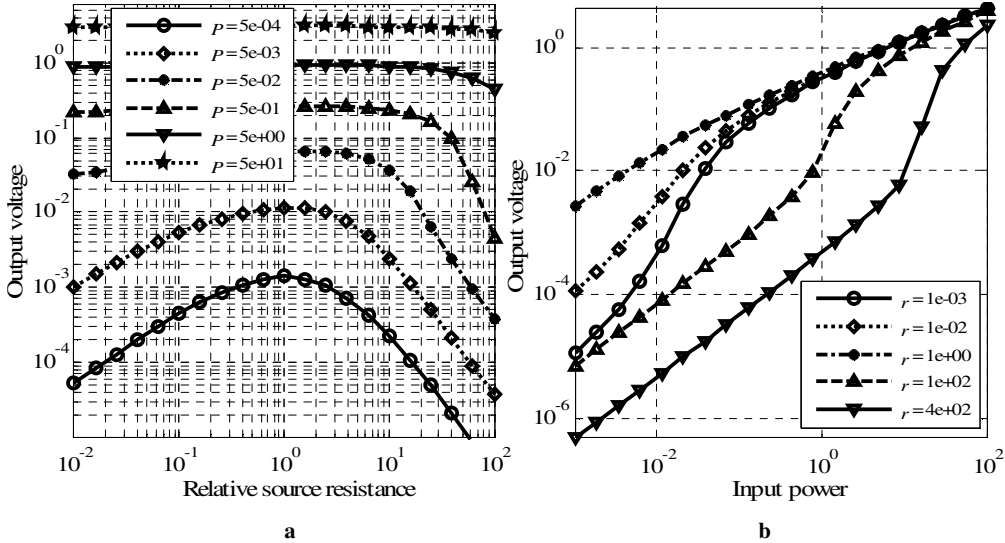 Output voltage
10^0
10^0
10^-1
10^-2
10^-3
10^-4
10^-2
10^-1
10^0
10^1
10^2
Relative source resistance
P=5e-04
P=5e-03
P=5e-02
P=5e-01
P=5e+00
P=5e+01
a
Output voltage
10^0
10^-2
10^-4
10^-6
10^-2
10^0
10^2
Input power
r=1e-03
r=1e-02
r=1e+00
r=1e+02
r=4e+02
b